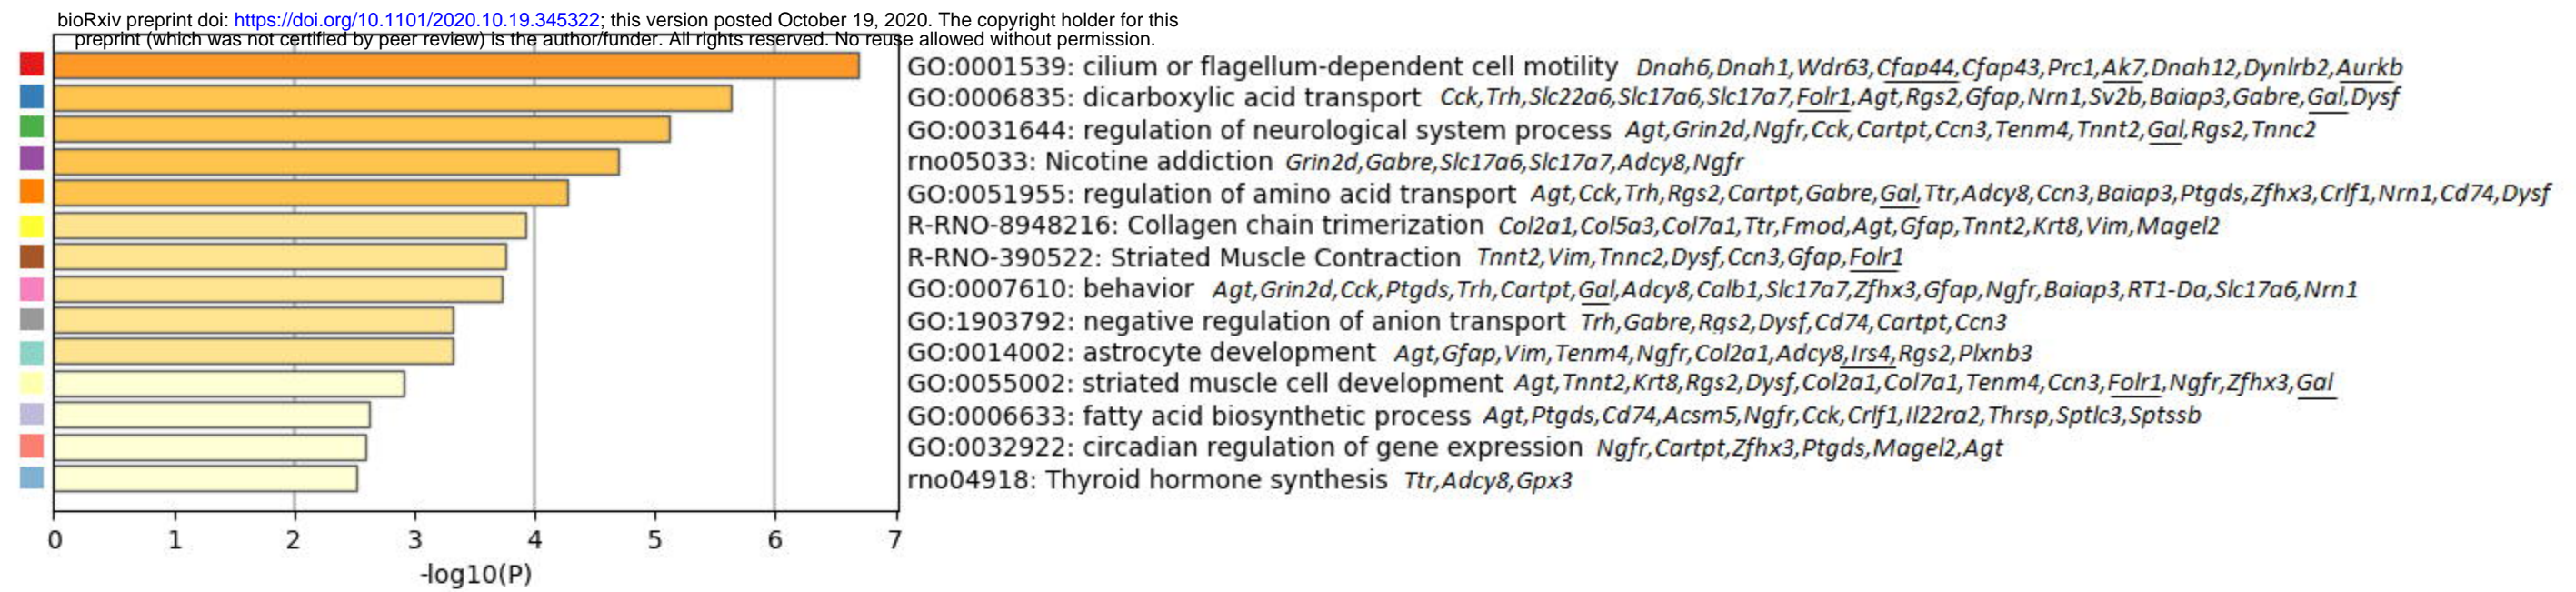 bioRxiv preprint doi: https://doi.org/10.1101/2020.10.19.345322; this version posted October 19, 2020. The copyright holder for this
preprint (which was not certified by peer review) is the author/funder. All rights reserved. No reuse allowed without permission.
GO:0001539: cilium or flagellum-dependent cell motility Dnah6,Dnah1,Wdr63,Cfap44,Cfap43,Prc1,Ak7,Dnah12,Dynlrb2,Aurkb
GO:0006835: dicarboxylic acid transport Cck,Trh,Slc22a6,Slc17a6,Slc17a7,Folr1,Agt,Rgs2,Gfap,Nrn1,Sv2b,Baiap3,Gabre,Gal,Dysf
GO:0031644: regulation of neurological system process Agt,Grin2d,Ngfr,Cck,Cartpt,Ccn3,Tenm4,Tnnt2,Gal,Rgs2,Tnnc2
rno05033: Nicotine addiction Grin2d,Gabre,Slc17a6,Slc17a7,Adcy8,Ngfr
GO:0051955: regulation of amino acid transport Agt,Cck,Trh,Rgs2,Cartpt,Gabre,Gal,Ttr,Adcy8,Ccn3,Baiap3,Ptgds,Zfhx3,Crlf1,Nrn1,Cd74,Dysf
R-RNO-8948216: Collagen chain trimerization Col2a1,Col5a3,Col7a1,Ttr,Fmod,Agt,Gfap,Tnnt2,Krt8,Vim,Magel2
R-RNO-390522: Striated Muscle Contraction Tnnt2,Vim,Tnnc2,Dysf,Ccn3,Gfap,Folr1
GO:0007610: behavior Agt,Grin2d,Cck,Ptgds,Trh,Cartpt,Gal,Adcy8,Calb1,Slc17a7,Zfhx3,Gfap,Ngfr,Baiap3,RT1-Da,Slc17a6,Nrn1
GO:1903792: negative regulation of anion transport Trh,Gabre,Rgs2,Dysf,Cd74,Cartpt,Ccn3
GO:0014002: astrocyte development Agt,Gfap,Vim,Tenm4,Ngfr,Col2a1,Adcy8,Irs4,Rgs2,Plxnb3
GO:0055002: striated muscle cell development Agt,Tnnt2,Krt8,Rgs2,Dysf,Col2a1,Col7a1,Tenm4,Ccn3,Folr1,Ngfr,Zfhx3,Gal
GO:0006633: fatty acid biosynthetic process Agt,Ptgds,Cd74,Acsm5,Ngfr,Cck,Crlf1,Il22ra2,Thrsp,Sptlc3,Sptssb
GO:0032922: circadian regulation of gene expression Ngfr,Cartpt,Zfhx3,Ptgds,Magel2,Agt
rno04918: Thyroid hormone synthesis Ttr,Adcy8,Gpx3
0 1 2 3 4 5 6 7
-log10(P)